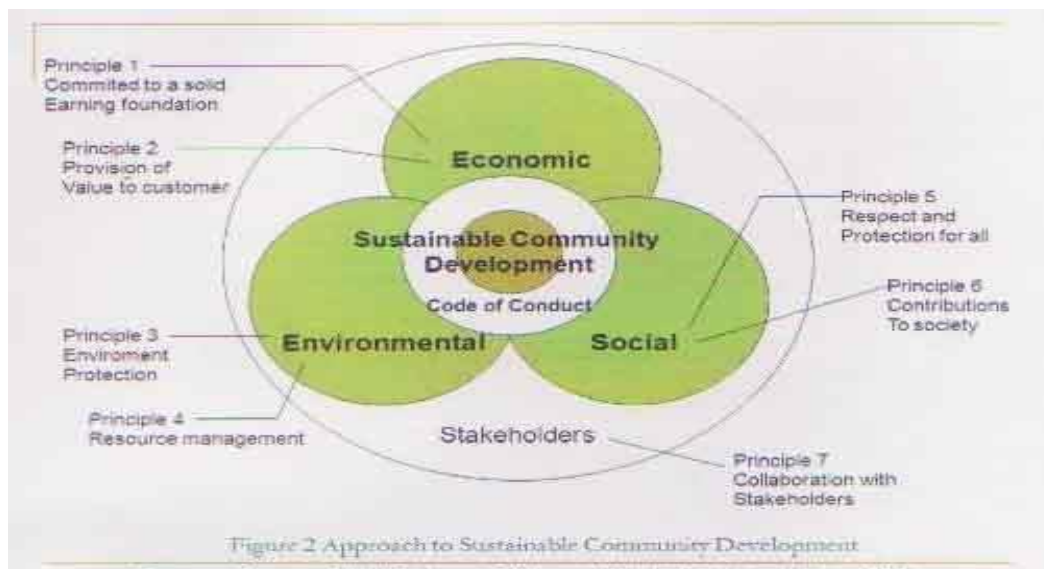 Principle 1
Commited to a solid
Earning foundation
Principle 2
Provision of
Value to customer
Economic
Principle 5
Respect and
Protection for all
Sustainable Community
Development
Code of Conduct
Principle 6
Contributions
To society
Principle 3
Enviroment
Protection
Environmental
Social
Principle 4
Resource management
Stakeholders
Principle 7
Collaboration with
Stakeholders
Figure 2 Approach to Sustainable Community Development